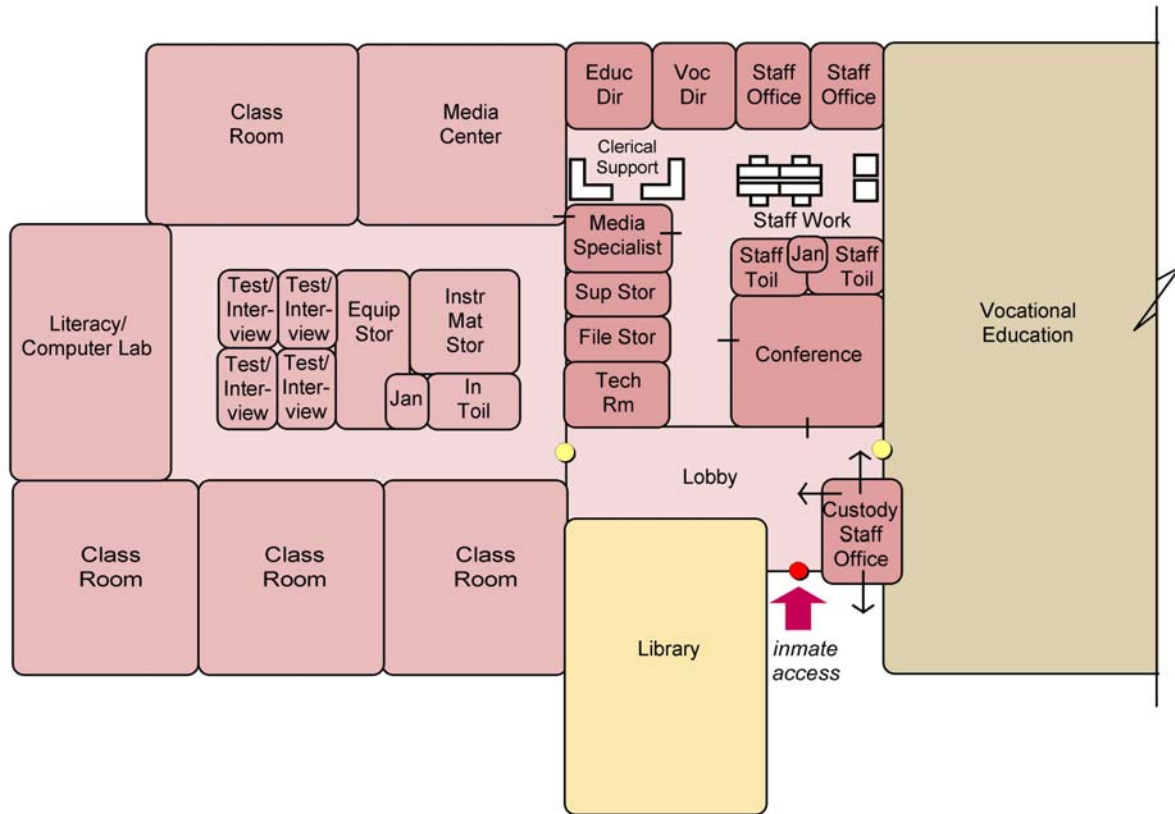 Class
Room
Media
Center
Educ
Dir
Voc
Dir
Staff
Office
Staff
Office
Clerical
Support
Staff Work
Media
Specialist
Staff
Toil
Jan
Staff
Toil
Sup Stor
File Stor
Tech
Rm
Conference
Vocational
Education
Literacy/
Computer Lab
Test/
Inter-
view
Test/
Inter-
view
Equip
Stor
Instr
Mat
Stor
Test/
Inter-
view
Test/
Inter-
view
Jan
In
Toil
Lobby
Custody
Staff
Office
Class
Room
Class
Room
Class
Room
Library
inmate
access